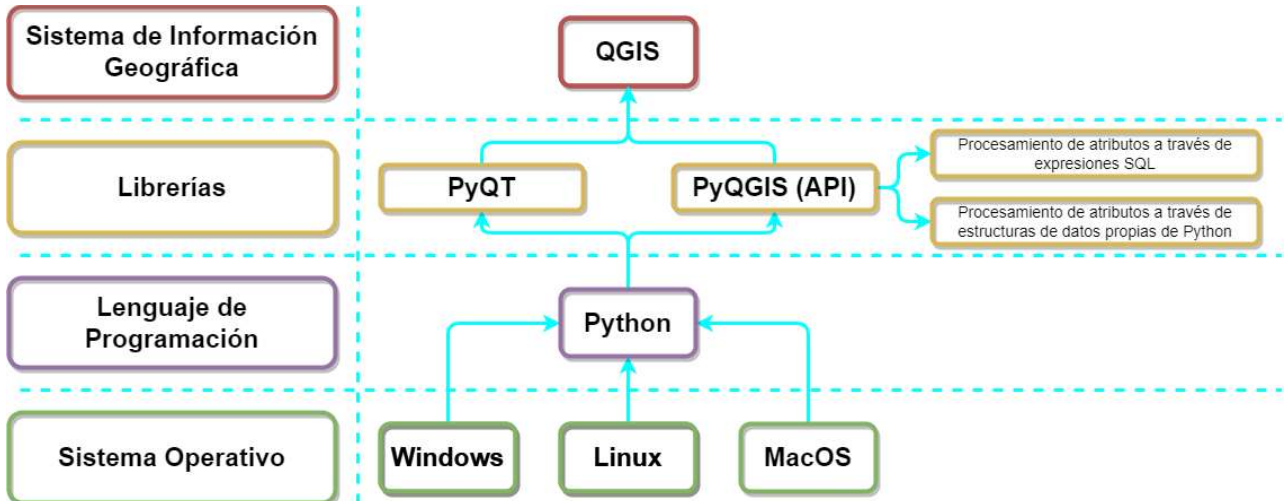 Sistema de Información
Geográfica
QGIS
Librerías
PyQT
PyQGIS (API)
Procesamiento de atributos a través de
expresiones SQL
Procesamiento de atributos a través de
estructuras de datos propias de Python
Lenguaje de
Programación
Python
Sistema Operativo
Windows
Linux
MacOS